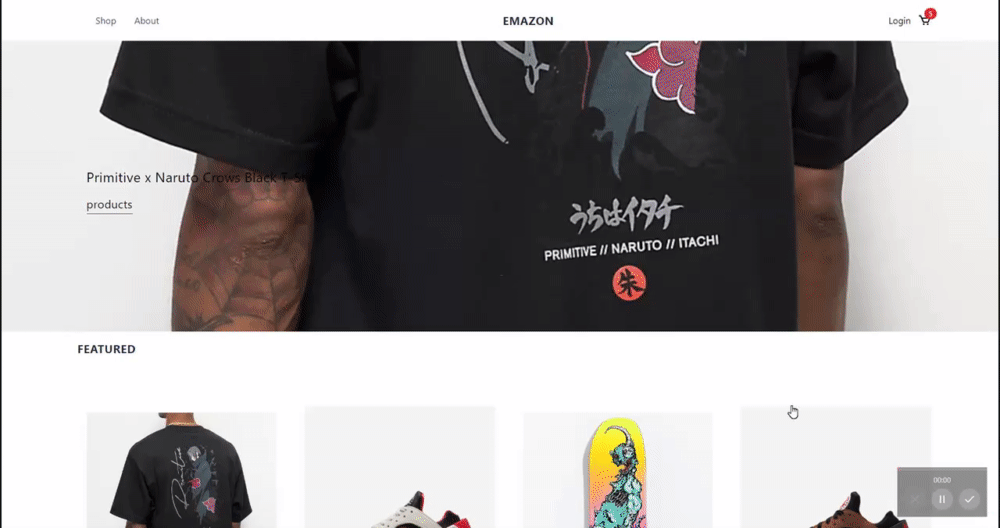 Shop About EMAZON Login 5
Primitive x Naruto Crows Black T-Sh
products
うちはイタチ
PRIMITIVE // NARUTO // ITACHI
朱
FEATURED
00:00